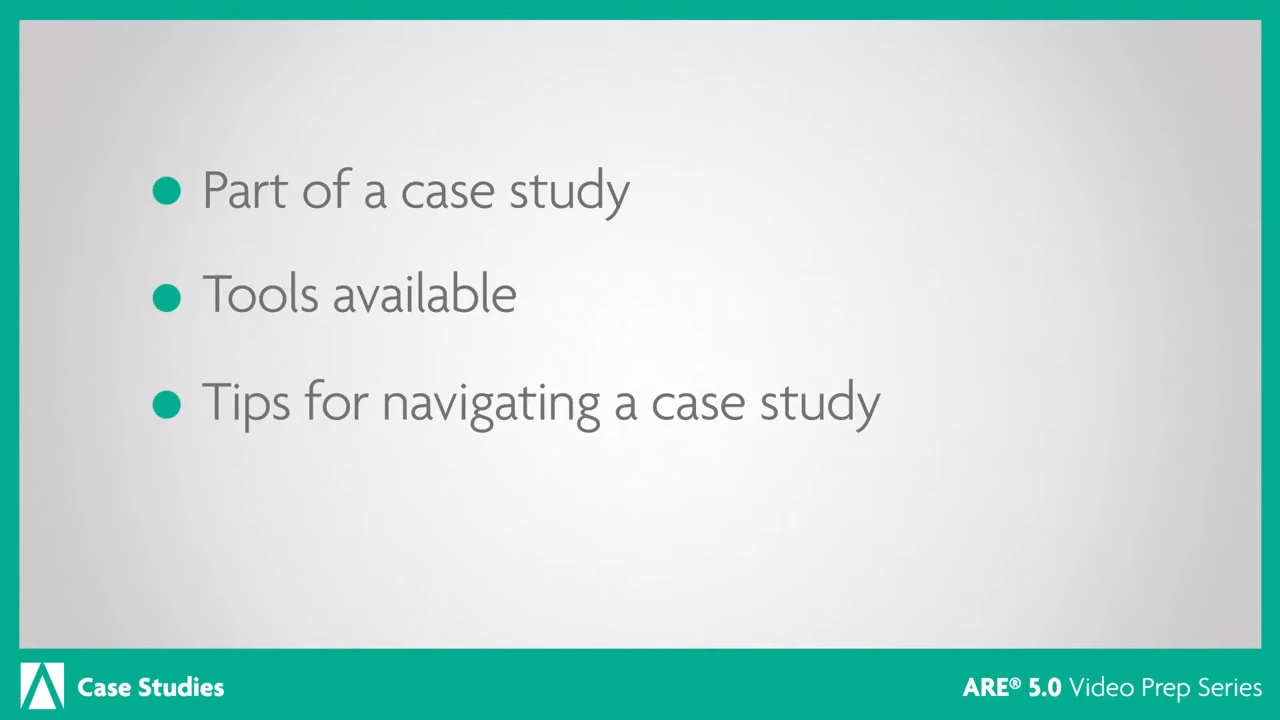 Part of a case study
Tools available
Tips for navigating a case study
Case Studies
ARE® 5.0 Video Prep Series